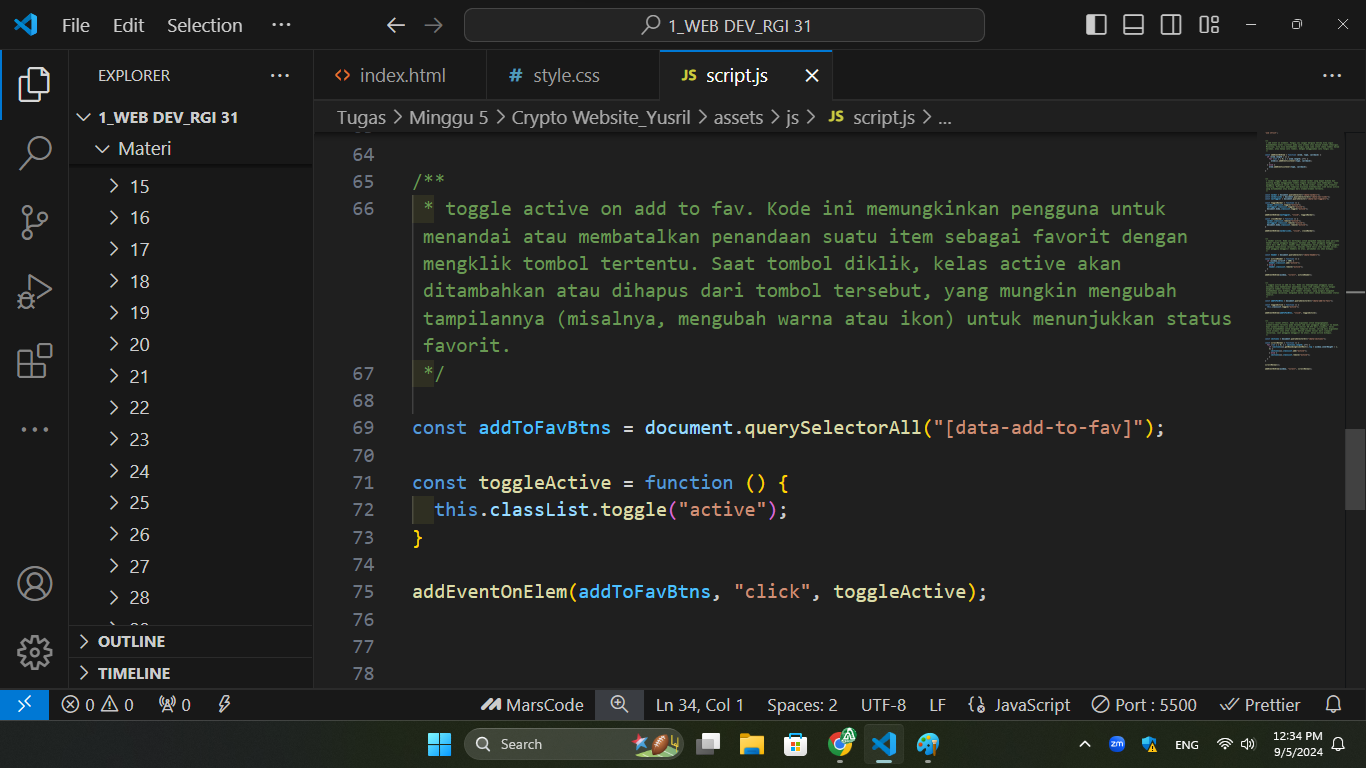 File Edit Selection ...
1_WEB DEV_RGI 31
EXPLORER ...
index.html
# style.css
JS script.js
1_WEB DEV_RGI 31
Materi
15
16
17
18
19
20
21
22
23
24
25
26
27
28
OUTLINE
TIMELINE
Tugas > Minggu 5 > Crypto Website_Yusril > assets > js > JS script.js > ...
64
65 /**
66 * toggle active on add to fav. Kode ini memungkinkan pengguna untuk
menandai atau membatalkan penandaan suatu item sebagai favorit dengan
mengklik tombol tertentu. Saat tombol diklik, kelas active akan
ditambahkan atau dihapus dari tombol tersebut, yang mungkin mengubah
tampilannya (misalnya, mengubah warna atau ikon) untuk menunjukkan status
favorit.
67 */
68
69 const addToFavBtns = document.querySelectorAll("[data-add-to-fav]");
70
71 const toggleActive = function () {
72 this.classList.toggle("active");
73 }
74
75 addEventOnElem(addToFavBtns, "click", toggleActive);
76
77
78
0 0 0 MarsCode Ln 34, Col 1 Spaces: 2 UTF-8 LF JavaScript Port : 5500 Prettier
Search
zm
ENG
12:34 PM
9/5/2024